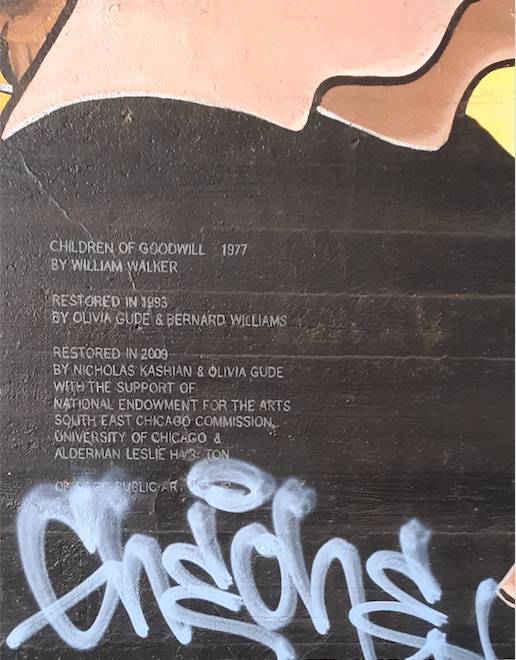 CHILDREN OF GOODWILL 1977
BY WILLIAM WALKER
RESTORED IN 1993
BY OLIVIA GUDE & BERNARD WILLIAMS
RESTORED IN 2009
BY NICHOLAS KASHIAN & OLIVIA GUDE
WITH THE SUPPORT OF
NATIONAL ENDOWMENT FOR THE ARTS
SOUTH EAST CHICAGO COMMISSION,
UNIVERSITY OF CHICAGO &
ALDERMAN LESLIE
CHICAGO PUBLIC ART